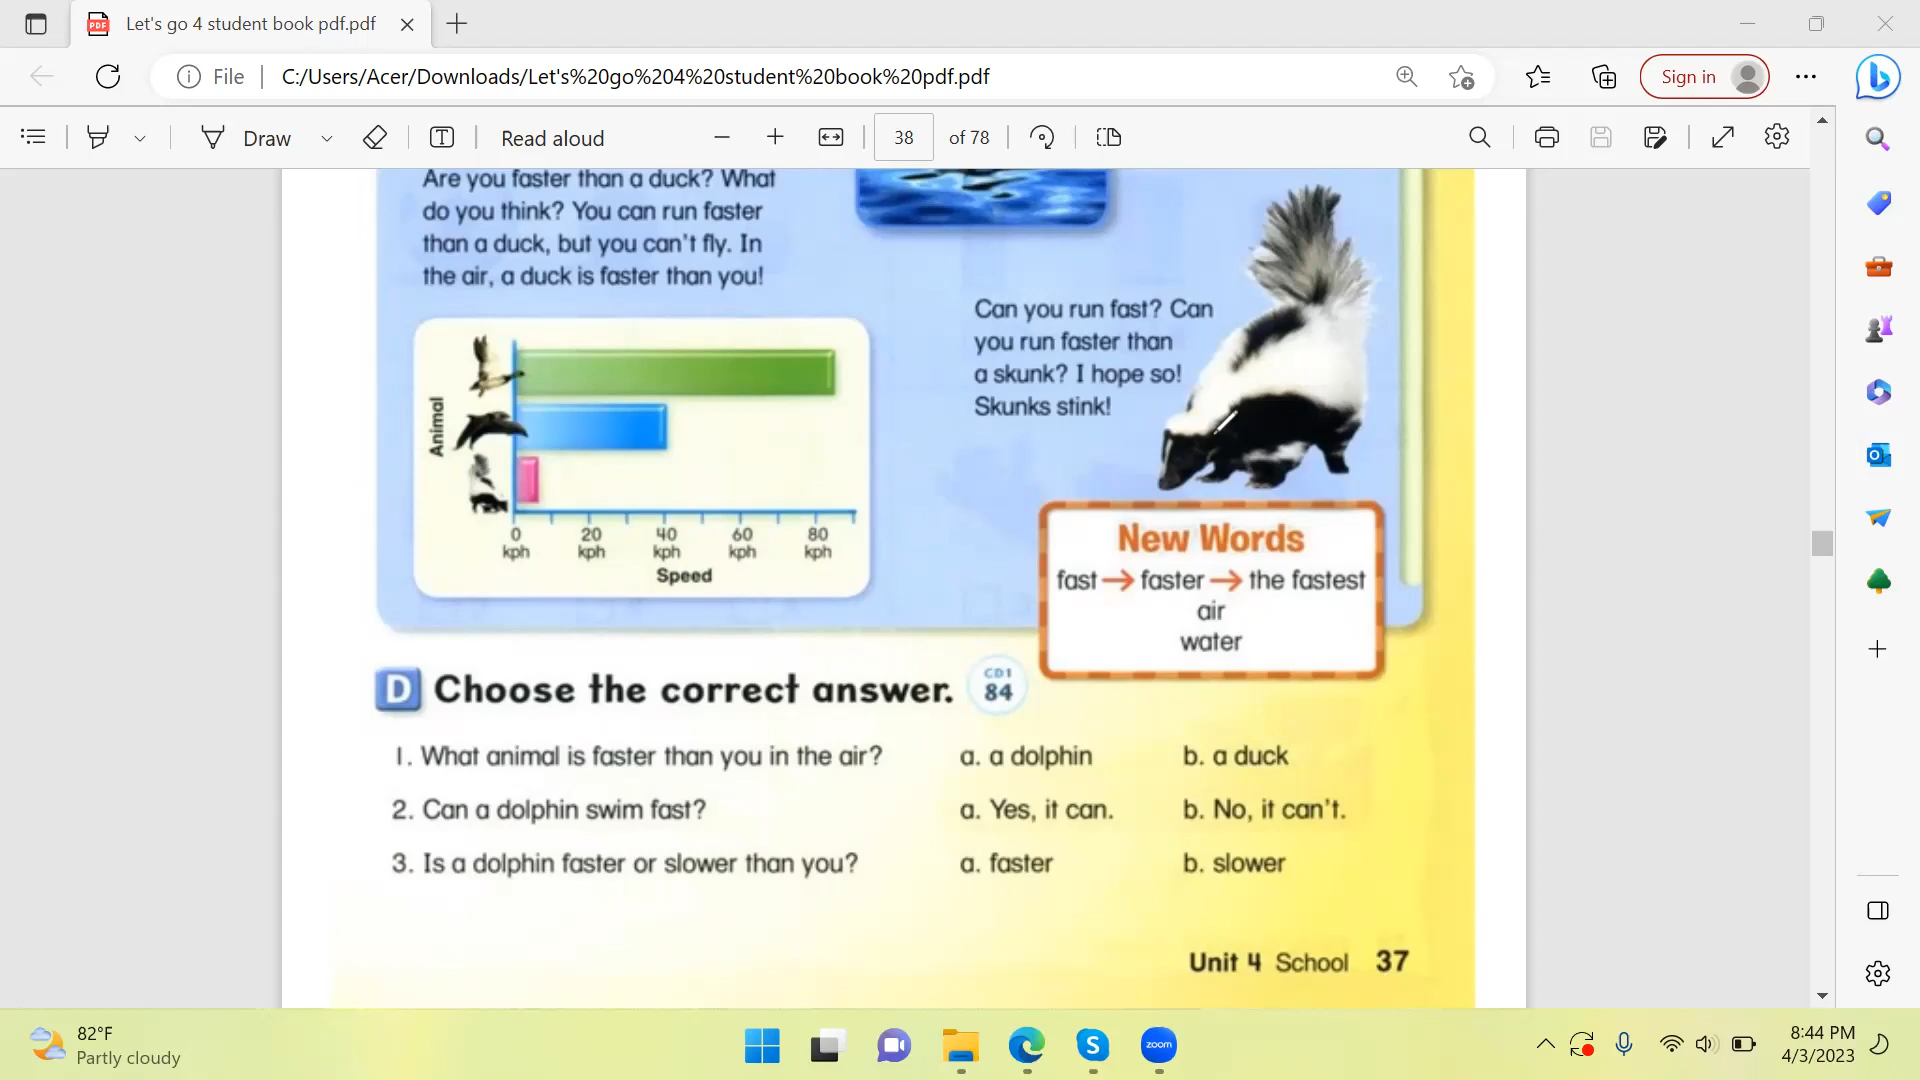 Let's go 4 student book pdf.pdf
File
C:/Users/Acer/Downloads/Let's%20go%204%20student%20book%20pdf.pdf
Sign in
Draw
Read aloud
38 of 78
Are you faster than a duck? What
do you think? You can run faster
than a duck, but you can't fly. In
the air, a duck is faster than you!
Can you run fast? Can
you run faster than
a skunk? I hope so!
Skunks stink!
Animal
0 20 40 60 80
kph kph kph kph kph
Speed
New Words
fast → faster → the fastest
air
water
D Choose the correct answer.
CD1
84
1. What animal is faster than you in the air? a. a dolphin b. a duck
2. Can a dolphin swim fast? a. Yes, it can. b. No, it can't.
3. Is a dolphin faster or slower than you? a. faster b. slower
Unit 4 School 37
82°F
Partly cloudy
zoom
8:44 PM
4/3/2023